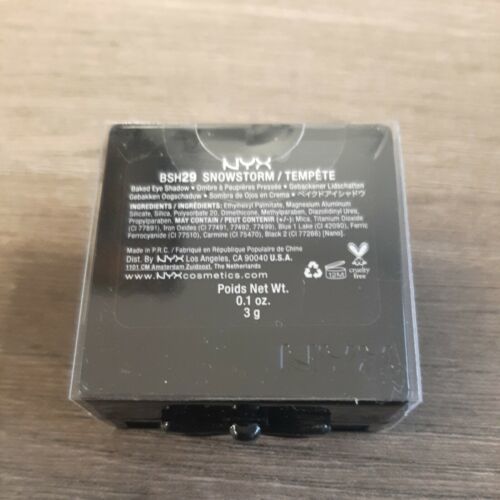 NYX
BSH29 SNOWSTORM / TEMPÊTE
Baked Eye Shadow • Ombre à Paupières Pressée • Gebackener Lidschatten
Gebakken Oogschaduw • Sombra de Ojos en Crema • ベイクドアイシャドウ
INGREDIENTS / INGRÉDIENTS: Ethylhexyl Palmitate, Magnesium Aluminum
Silicate, Silica, Polysorbate 20, Dimethicone, Methylparaben, Diazolidinyl Urea,
Propylparaben. MAY CONTAIN / PEUT CONTENIR (+/-): Mica, Titanium Dioxide
(CI 77891), Iron Oxides (CI 77491, 77492, 77499), Blue 1 Lake (CI 42090), Ferric
Ferrocyanide (CI 77510), Carmine (CI 75470), Black 2 (CI 77266) [Nano].
Made in P.R.C. / Fabriqué en République Populaire de Chine
Dist. By NYX Los Angeles, CA 90040 U.S.A.
1101 CM Amsterdam Zuidoost, The Netherlands
www.NYXcosmetics.com
12M
cruelty
free
Poids Net Wt.
0.1 oz.
3 g
NYX